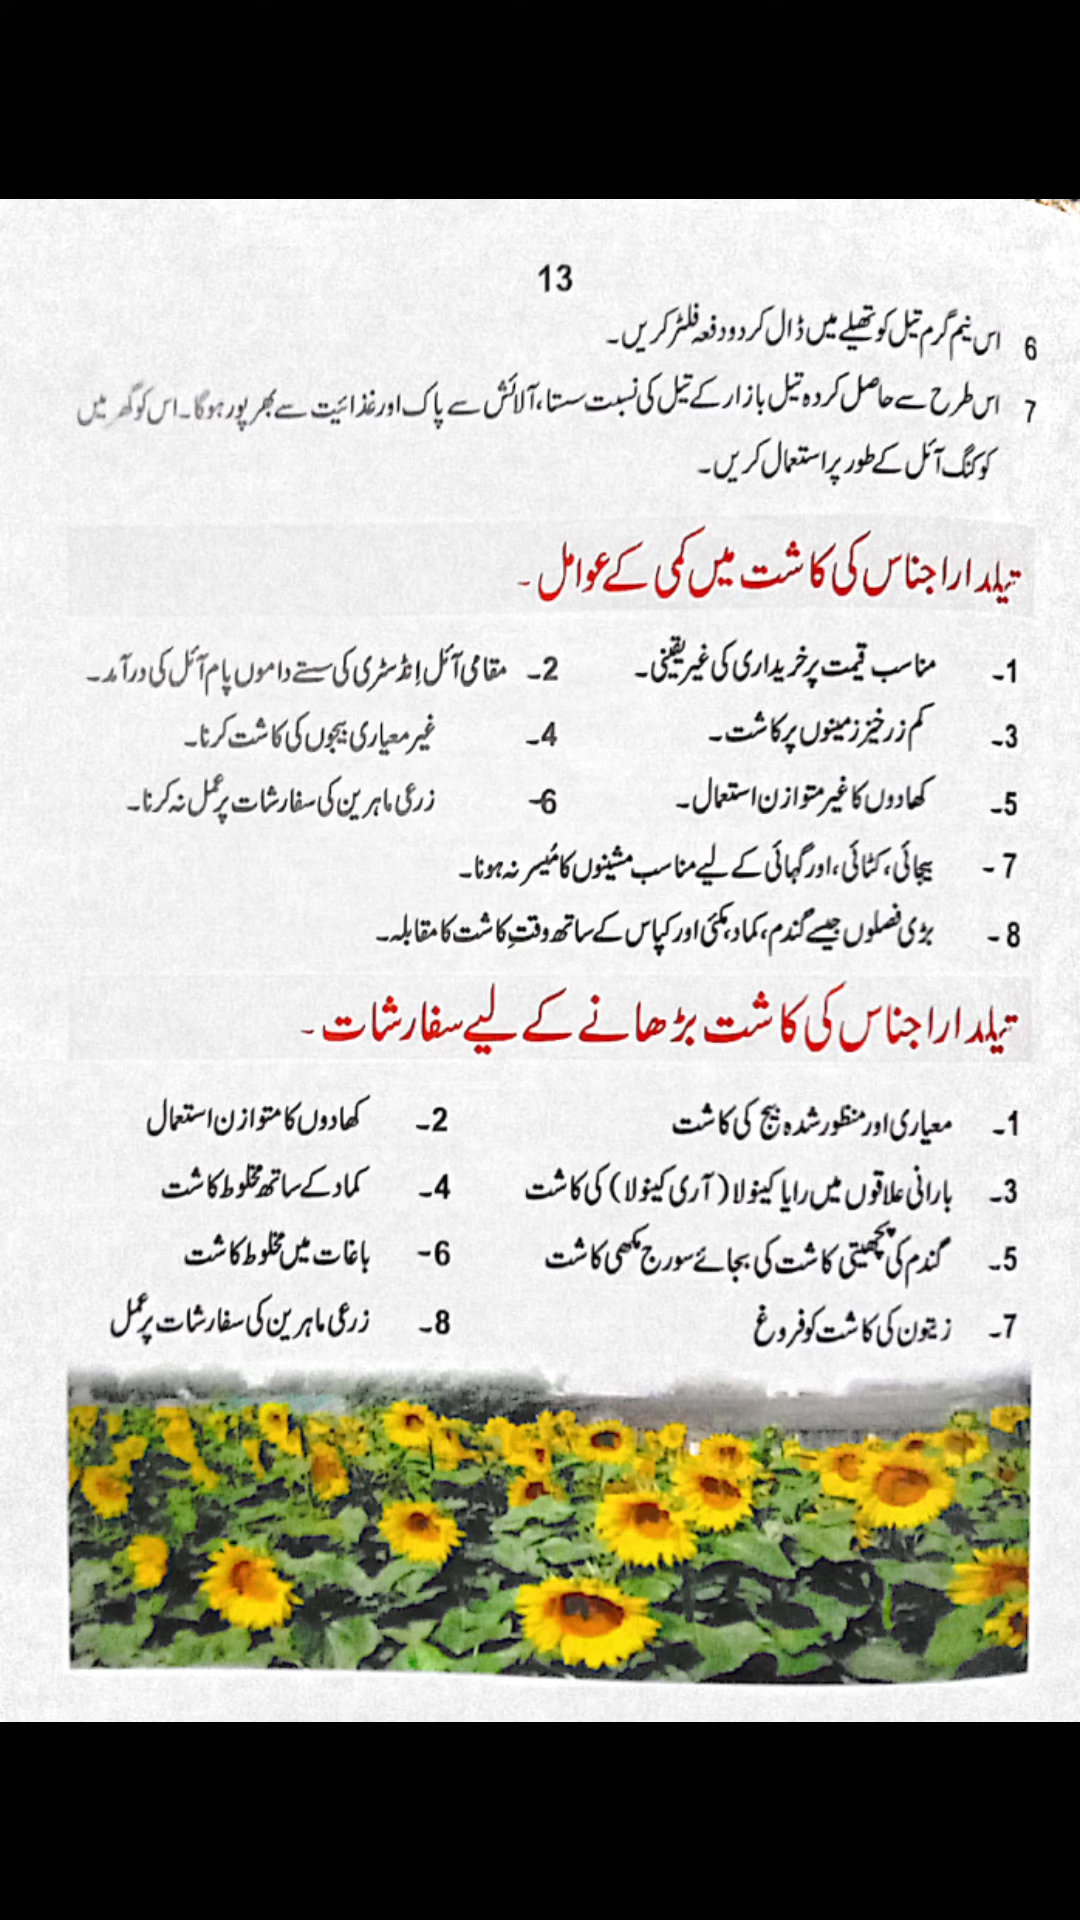 13
6 اس نیم گرم تیل کو تھیلے میں ڈال کر دو دفعہ فلٹر کریں۔
7 اس طرح سے حاصل کردہ تیل بازار کے تیل کی نسبت سستا، آلائش سے پاک اور غذائیت سے بھرپور ہو گا۔ اس کو گھر میں
کوکنگ آئل کے طور پر استعمال کریں۔
تیلدار اجناس کی کاشت میں کمی کے عوامل۔
1۔ مناسب قیمت پر خریداری کی غیر یقینی۔ 2۔ مقامی آئل اِنڈسٹری کی سستے داموں پام آئل کی درآمد۔
3۔ کم زرخیز زمینوں پر کاشت۔ 4۔ غیر معیاری بیجوں کی کاشت کرنا۔
5۔ کھادوں کا غیر متوازن استعمال۔ 6۔ زرعی ماہرین کی سفارشات پر عمل نہ کرنا۔
7۔ بیجائی، کٹائی، اور گہائی کے لیے مناسب مشینوں کا مُیسر نہ ہونا۔
8۔ بڑی فصلوں جیسے گندم، کماد، مکئی اور کپاس کے ساتھ وقتِ کاشت کا مقابلہ۔
تیلدار اجناس کی کاشت بڑھانے کے لیے سفارشات۔
1۔ معیاری اور منظور شدہ بیج کی کاشت 2۔ کھادوں کا متوازن استعمال
3۔ بارانی علاقوں میں رایا کینولا (آری کینولا) کی کاشت 4۔ کماد کے ساتھ مخلوط کاشت
5۔ گندم کی پچھیتی کاشت کی بجائے سورج مکھی کاشت 6۔ باغات میں مخلوط کاشت
7۔ زیتون کی کاشت کو فروغ 8۔ زرعی ماہرین کی سفارشات پر عمل